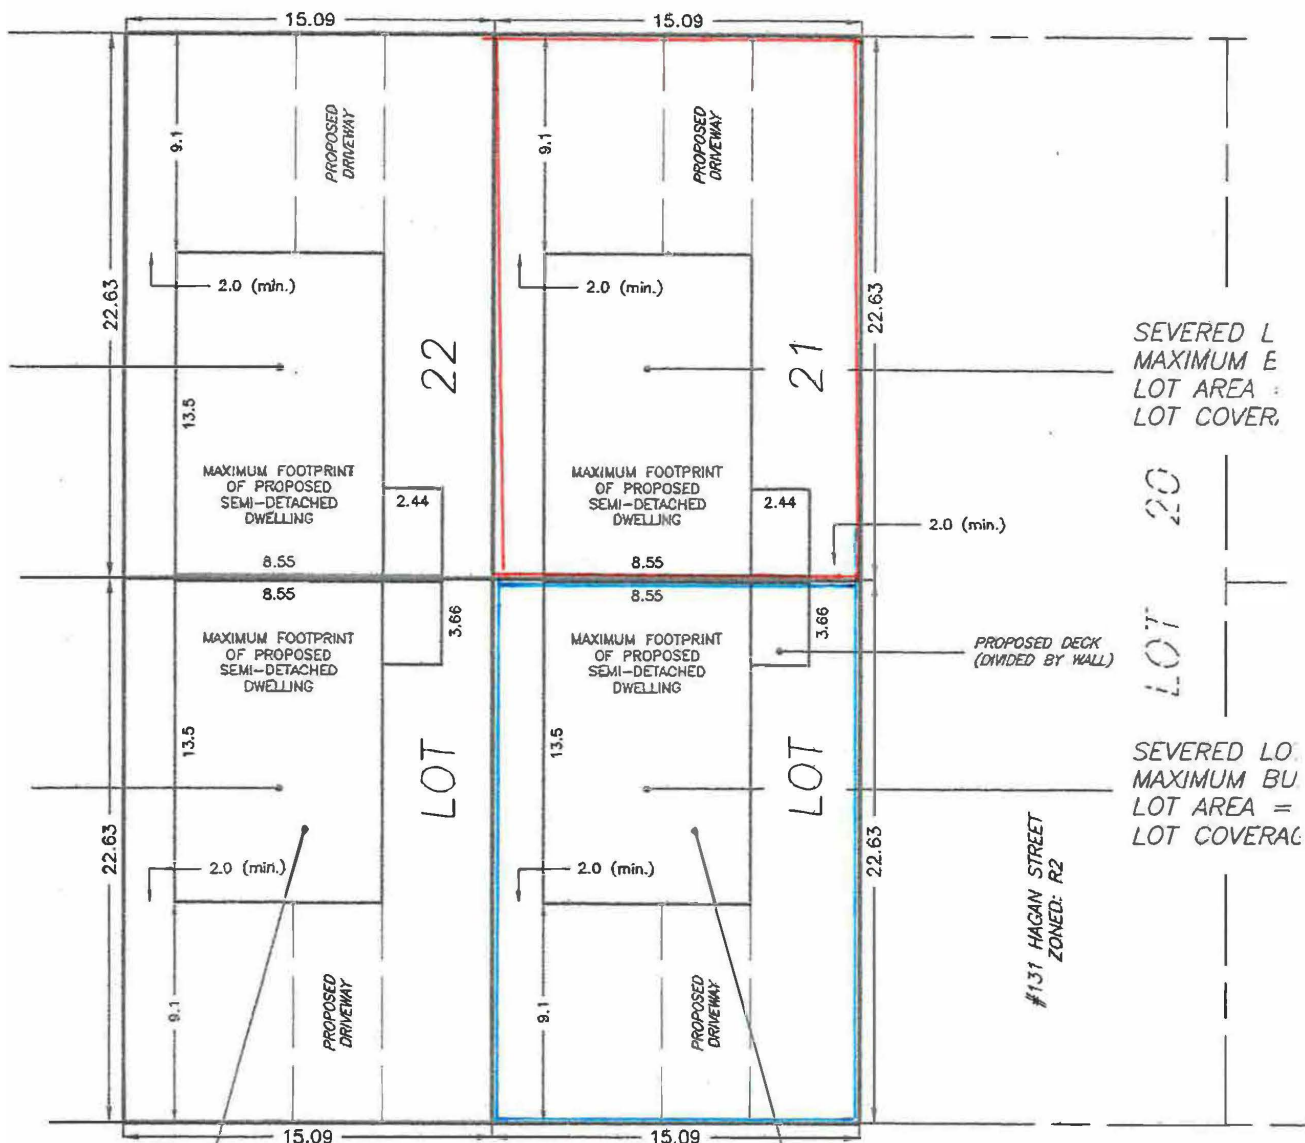 15.09
15.09
9.1
PROPOSED
DRIVEWAY
9.1
PROPOSED
DRIVEWAY
2.0 (min.)
2.0 (min.)
22.63
22.63
22
21
SEVERED L
MAXIMUM
LOT AREA
LOT COVER
13.5
MAXIMUM FOOTPRINT
OF PROPOSED
SEMI-DETACHED
DWELLING
2.44
MAXIMUM FOOTPRINT
OF PROPOSED
SEMI-DETACHED
DWELLING
2.44
2.0 (min.)
8.55
8.55
8.55
8.55
3.66
3.66
MAXIMUM FOOTPRINT
OF PROPOSED
SEMI-DETACHED
DWELLING
MAXIMUM FOOTPRINT
OF PROPOSED
SEMI-DETACHED
DWELLING
PROPOSED DECK
(DIVIDED BY WALL)
LOT 20
13.5
13.5
LOT
LOT
SEVERED LO
MAXIMUM BU
LOT AREA =
LOT COVERAG
22.63
22.63
2.0 (min.)
2.0 (min.)
#131 HAGAN STREET
ZONED: R2
9.1
PROPOSED
DRIVEWAY
9.1
PROPOSED
DRIVEWAY
15.09
15.09